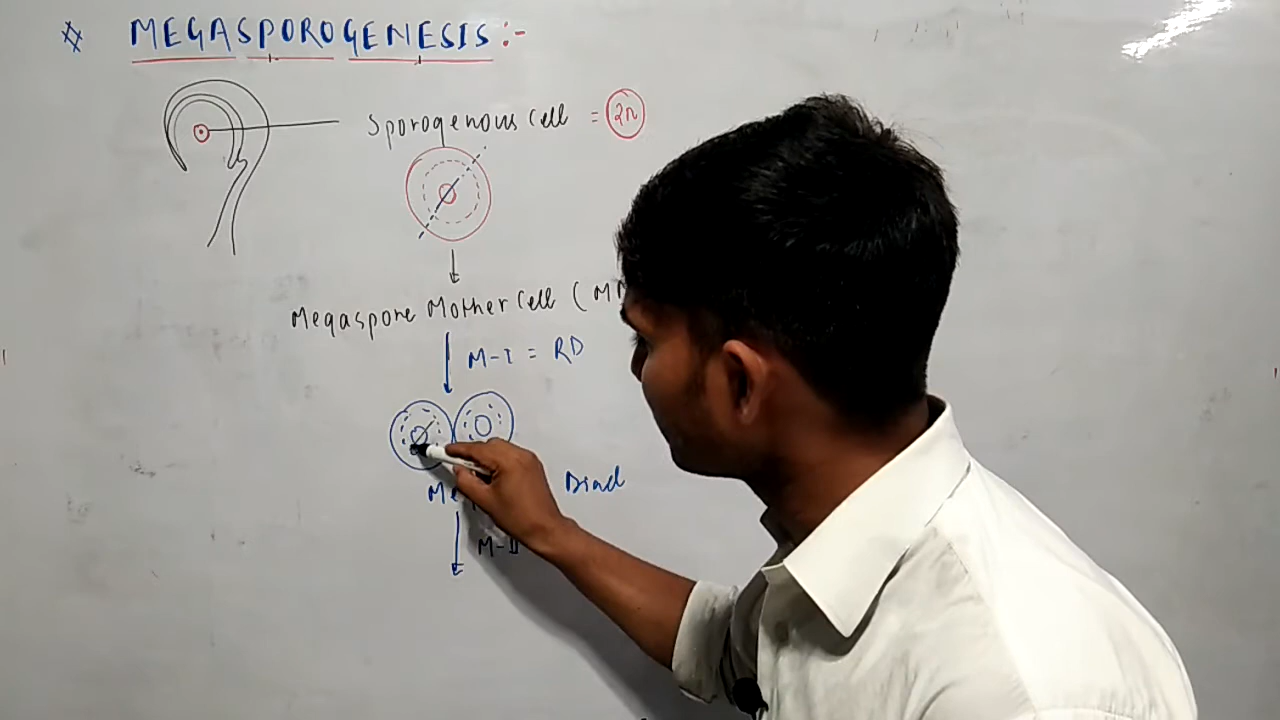 MEGASPOROGENESIS :-
Sporogenous Cell = 2n
Megaspore Mother Cell (
M-I = RD
Diad
M-II